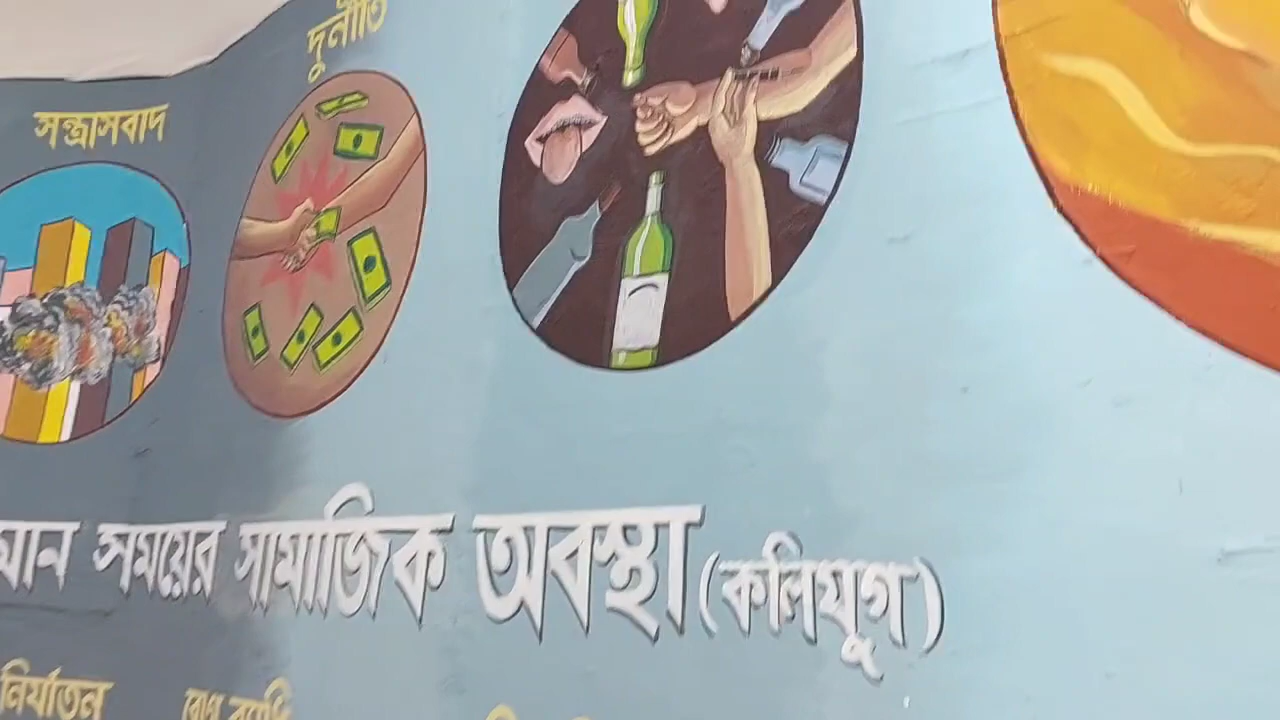 দুর্নীতি
সন্ত্রাসবাদ
মান সময়ের সামাজিক অবস্থা (কলিযুগ)
নির্যাতন